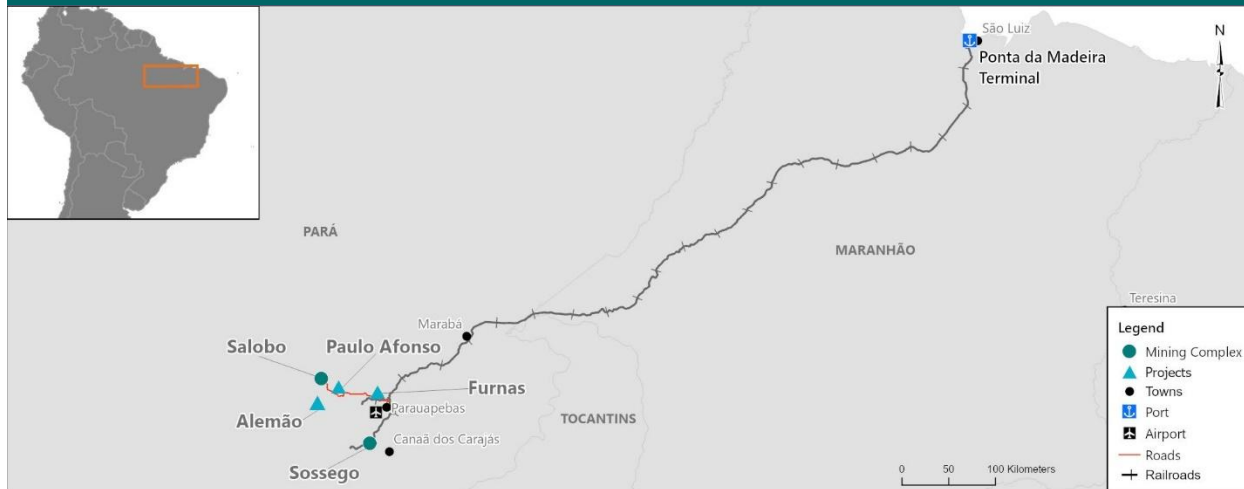 São Luiz
Ponta da Madeira
Terminal
N
PARÁ
MARANHÃO
Teresina
Marabá
Salobo
Paulo Afonso
Furnas
Parauapebas
Alemão
TOCANTINS
Canaã dos Carajás
Sossego
0 50 100 Kilometers
Legend
Mining Complex
Projects
Towns
Port
Airport
Roads
Railroads